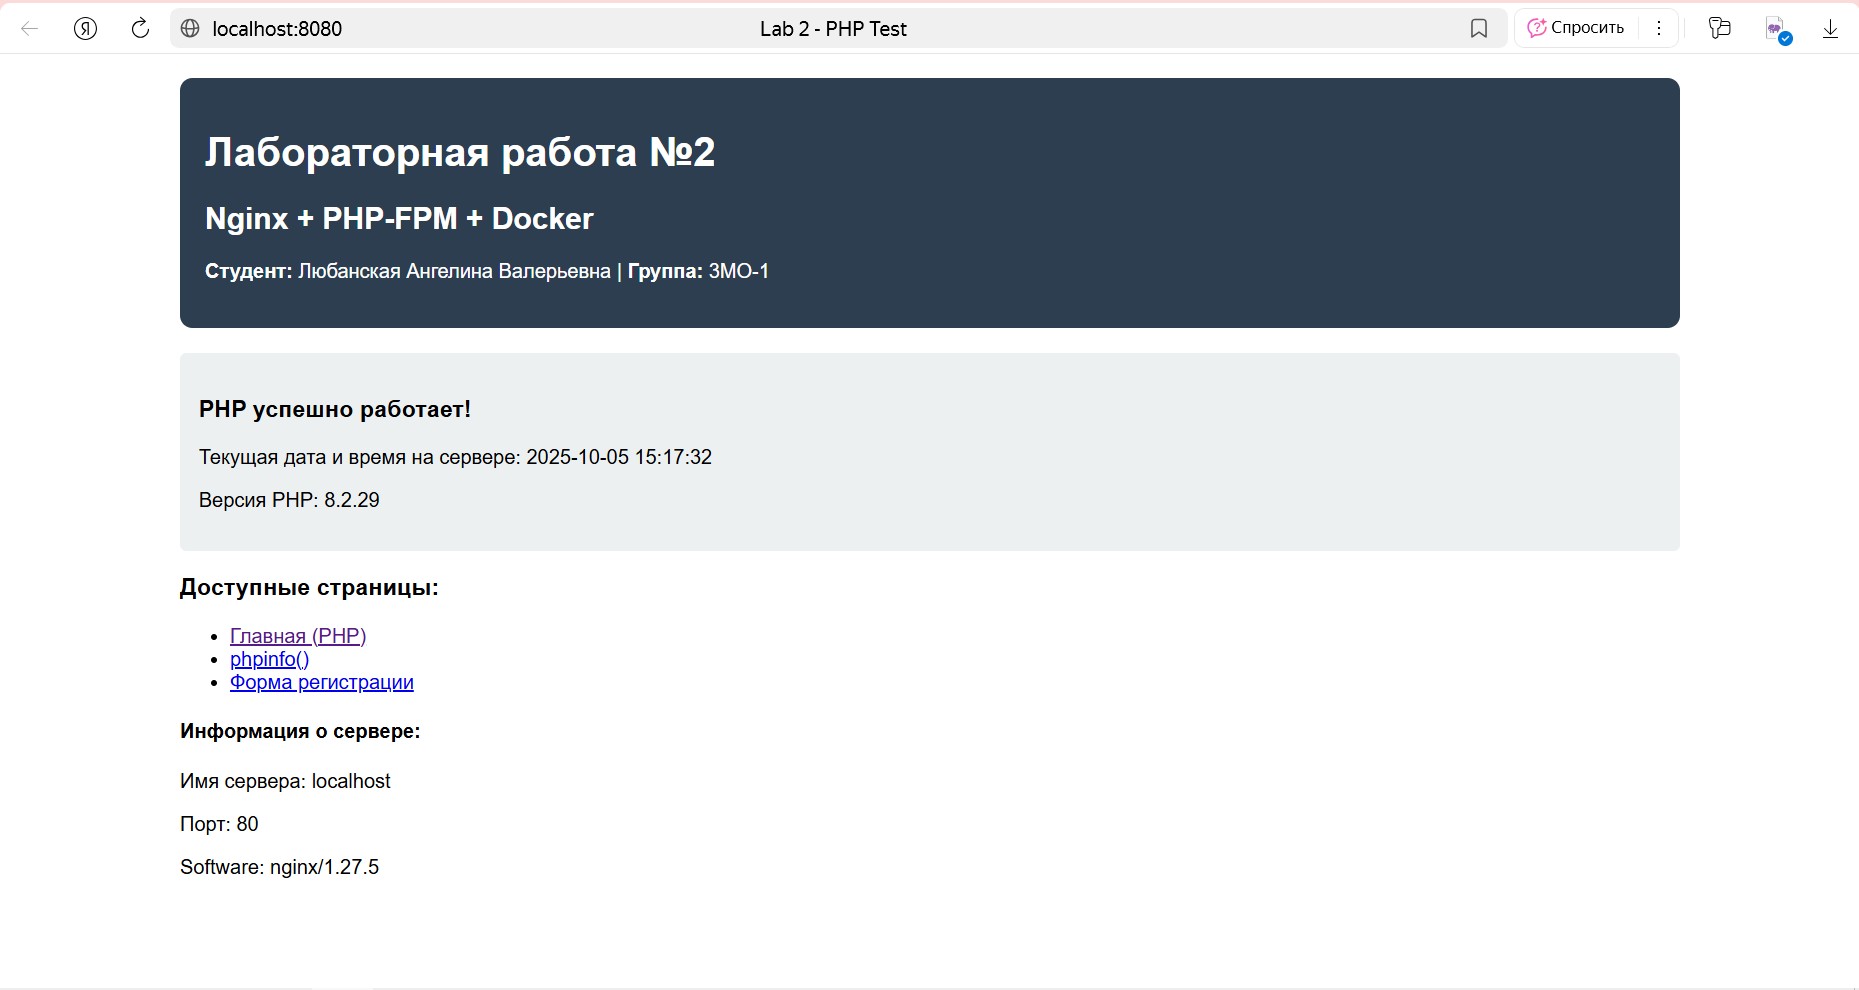 localhost:8080
Lab 2 - PHP Test
Спросить
Лабораторная работа №2
Nginx + PHP-FPM + Docker
Студент: Любанская Ангелина Валерьевна | Группа: 3МО-1
PHP успешно работает!
Текущая дата и время на сервере: 2025-10-05 15:17:32
Версия PHP: 8.2.29
Доступные страницы:
Главная (PHP)
phpinfo()
Форма регистрации
Информация о сервере:
Имя сервера: localhost
Порт: 80
Software: nginx/1.27.5